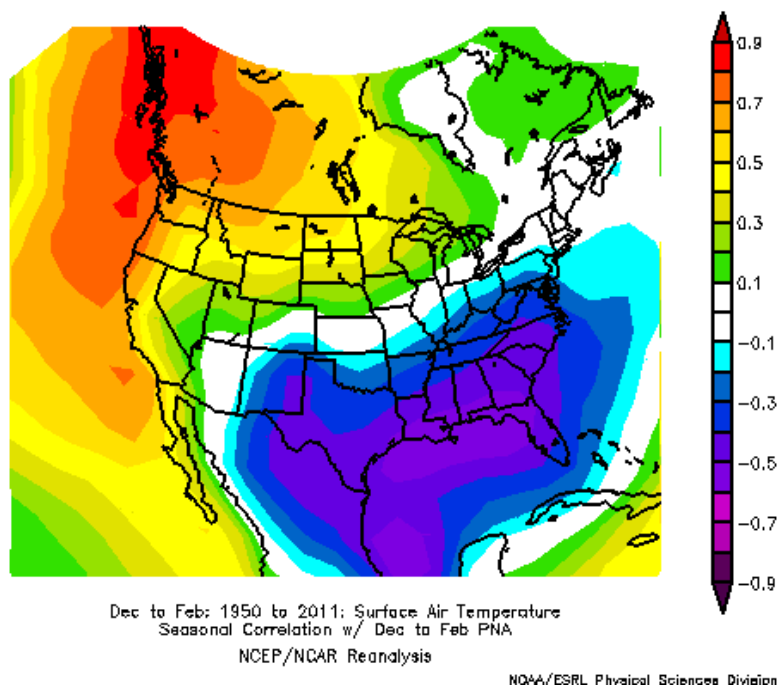 0.9
0.7
0.5
0.3
0.1
-0.1
-0.3
-0.5
-0.7
-0.9
Dec to Feb: 1950 to 2011: Surface Air Temperature
Seasonal Correlation w/ Dec to Feb PNA
NCEP/NCAR Reanalysis
NOAA/ESRL Physical Sciences Division